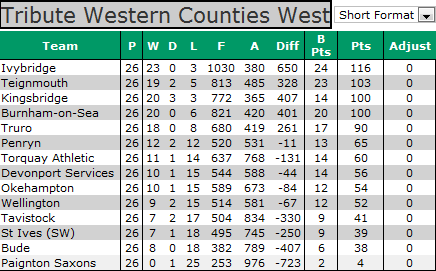 Tribute Western Counties West Short Format
Team P W D L F A Diff B Pts Pts Adjust
Ivybridge 26 23 0 3 1030 380 650 24 116 0
Teignmouth 26 19 2 5 813 485 328 23 103 0
Kingsbridge 26 20 3 3 772 365 407 14 100 0
Burnham-on-Sea 26 20 0 6 821 420 401 20 100 0
Truro 26 18 0 8 680 419 261 17 90 0
Penryn 26 12 2 12 520 531 -11 13 65 0
Torquay Athletic 26 11 1 14 637 768 -131 14 60 0
Devonport Services 26 10 1 15 544 588 -44 14 56 0
Okehampton 26 10 1 15 589 673 -84 12 54 0
Wellington 26 9 2 15 514 581 -67 12 52 0
Tavistock 26 7 2 17 504 834 -330 9 41 0
St Ives (SW) 26 7 1 18 495 745 -250 9 39 0
Bude 26 8 0 18 382 789 -407 6 38 0
Paignton Saxons 26 0 1 25 253 976 -723 2 4 0